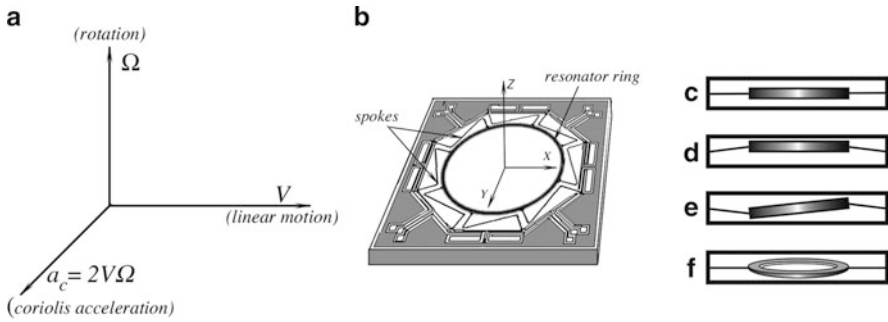 a
(rotation)
Ω
V
(linear motion)
a_c = 2VΩ
(coriolis acceleration)
b
resonator ring
spokes
Z
X
Y
c
d
e
f